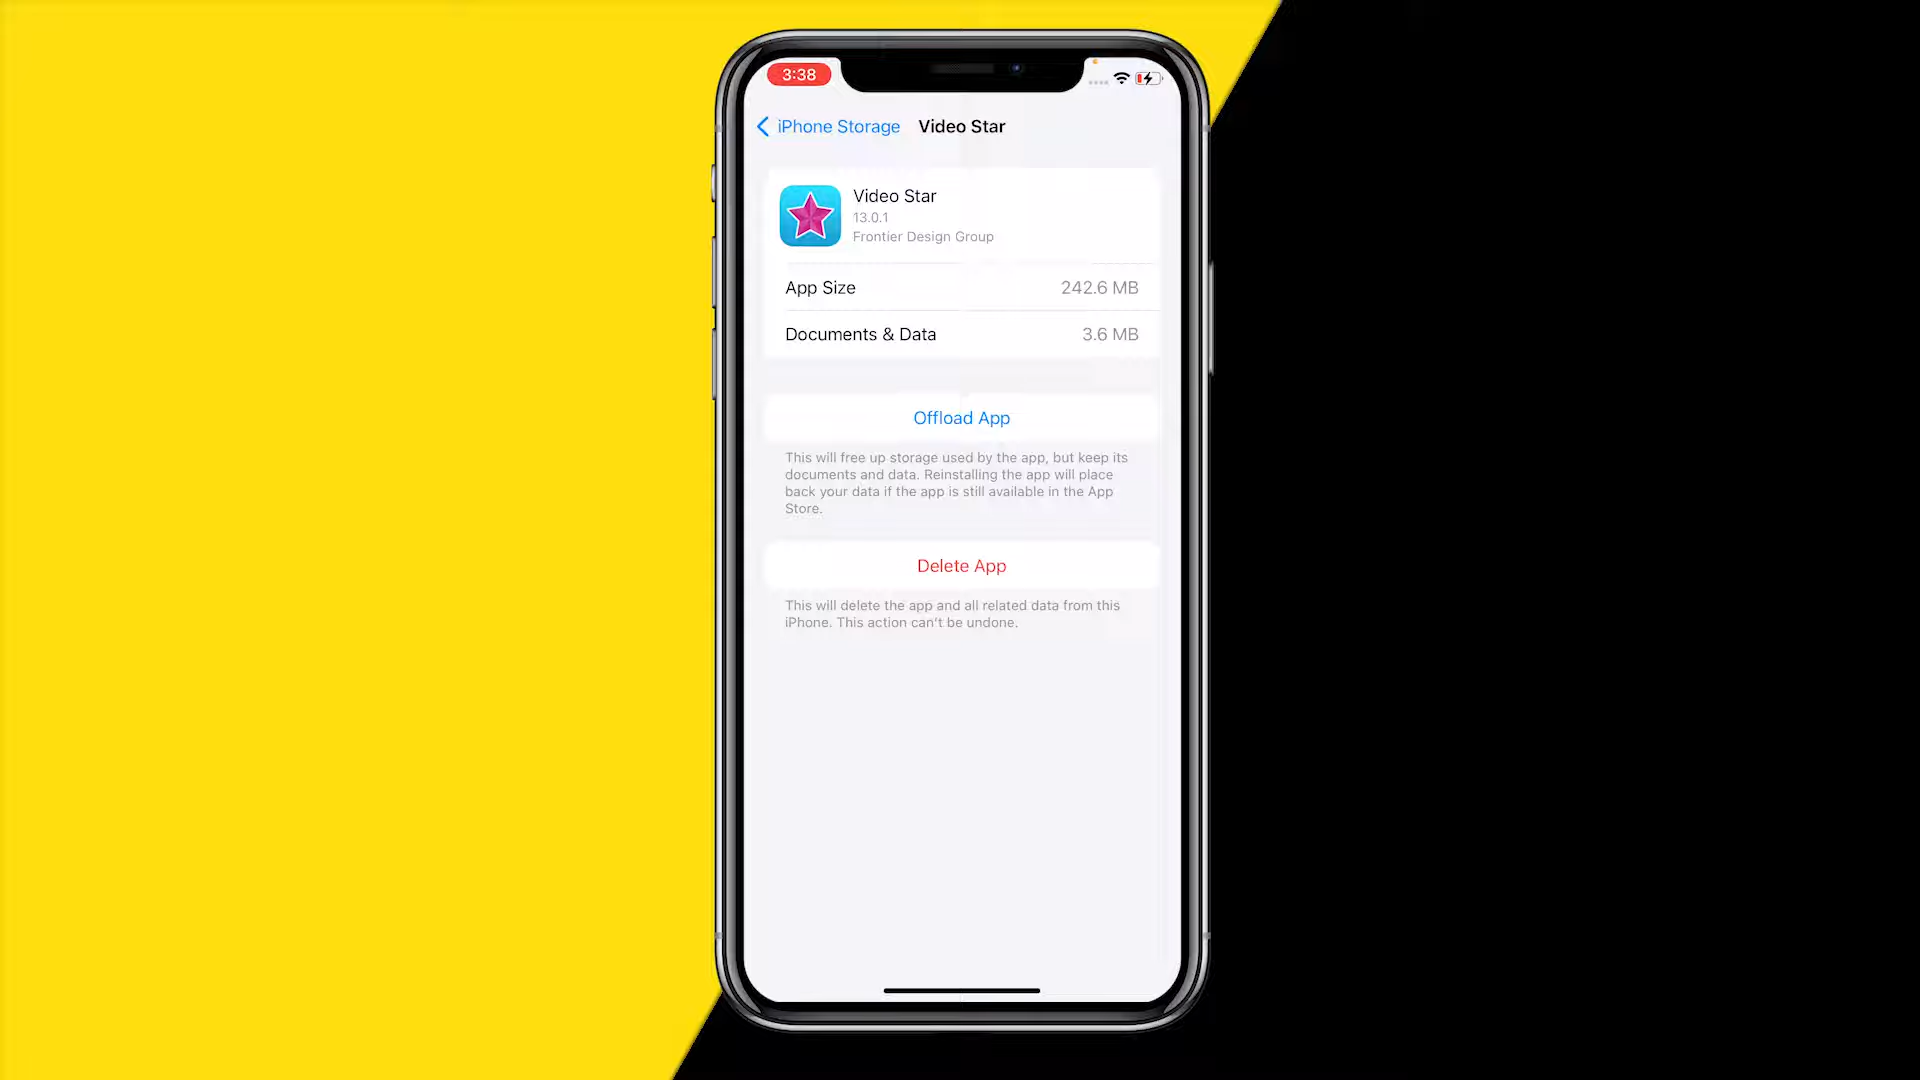 3:38
iPhone Storage Video Star
Video Star
13.0.1
Frontier Design Group
App Size 242.6 MB
Documents & Data 3.6 MB
Offload App
This will free up storage used by the app, but keep its
documents and data. Reinstalling the app will place
back your data if the app is still available in the App
Store.
Delete App
This will delete the app and all related data from this
iPhone. This action can't be undone.